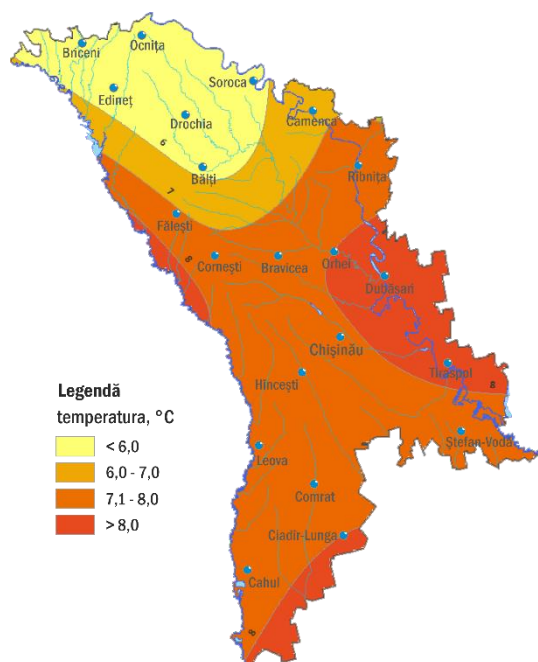 Ocnița
Briceni
Soroca
Edineț
Camenca
Drochia
6
Bălți
Rîbnița
7
Fălești
Cornești
Bravicea
Orhei
8
Dubăsari
Chișinău
Tiraspol
Hîncești
8
Legendă
temperatura, °C
< 6,0
6,0 - 7,0
7,1 - 8,0
> 8,0
Ștefan-Vodă
Leova
Comrat
Ciadîr-Lunga
Cahul
8